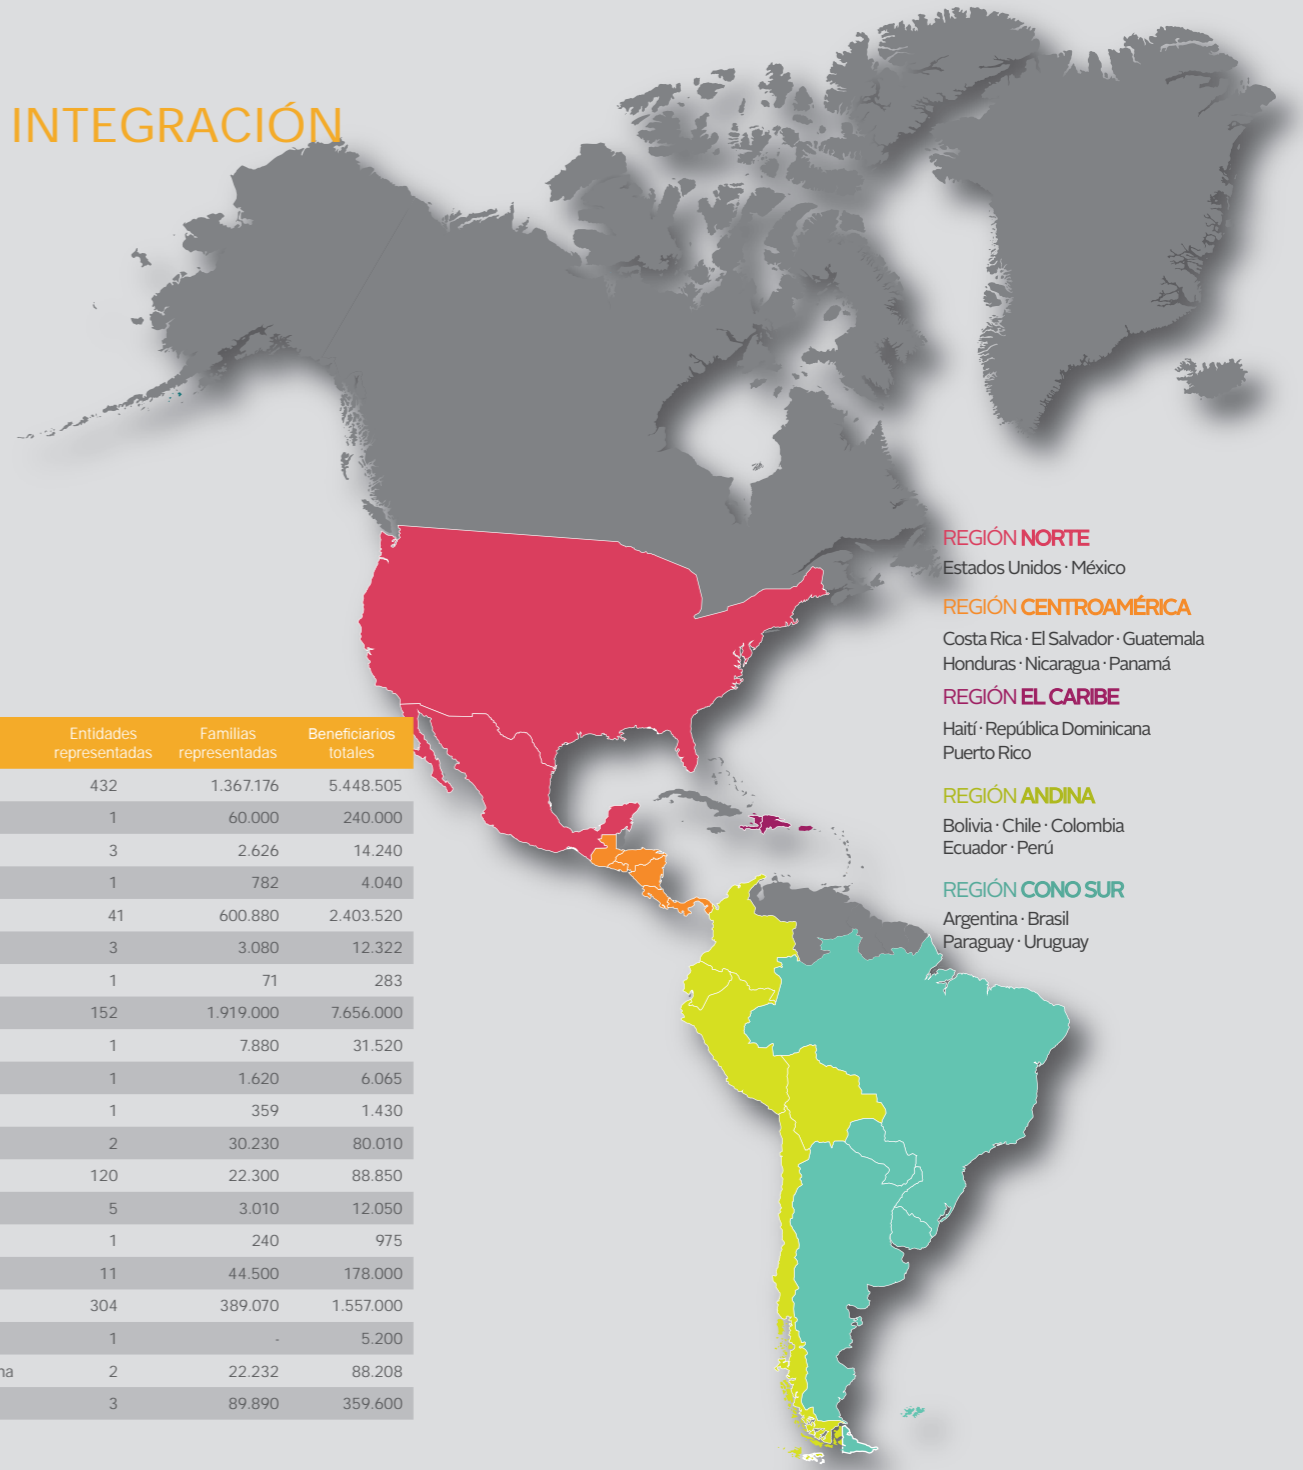 INTEGRACIÓN
REGIÓN NORTE
Estados Unidos · México
REGIÓN CENTROAMÉRICA
Costa Rica · El Salvador · Guatemala
Honduras · Nicaragua · Panamá
REGIÓN EL CARIBE
Haití · República Dominicana
Puerto Rico
REGIÓN ANDINA
Bolivia · Chile · Colombia
Ecuador · Perú
REGIÓN CONO SUR
Argentina · Brasil
Paraguay · Uruguay
Entidades representadas Familias representadas Beneficiarios totales
432 1.367.176 5.448.505
1 60.000 240.000
3 2.626 14.240
1 782 4.040
41 600.880 2.403.520
3 3.080 12.322
1 71 283
152 1.919.000 7.656.000
1 7.880 31.520
1 1.620 6.065
1 359 1.430
2 30.230 80.010
120 22.300 88.850
5 3.010 12.050
1 240 975
11 44.500 178.000
304 389.070 1.557.000
1 - 5.200
na 2 22.232 88.208
3 89.890 359.600